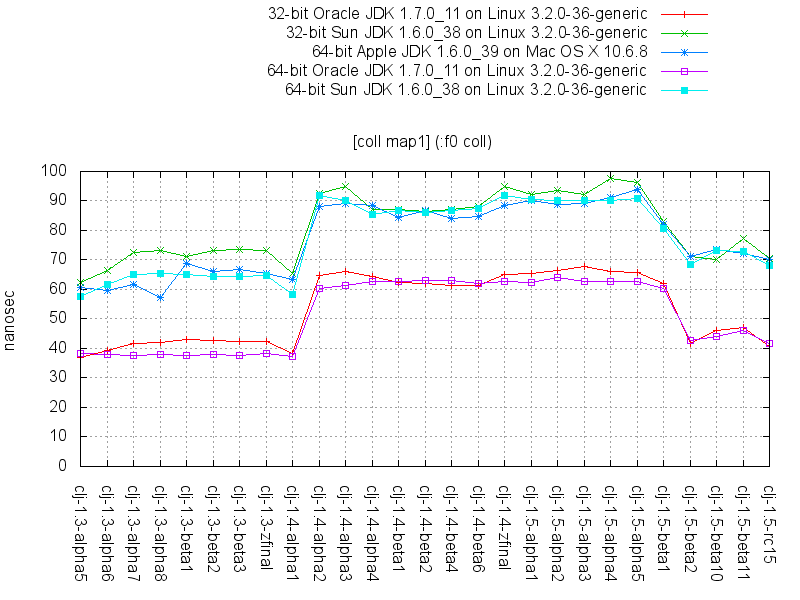 32-bit Oracle JDK 1.7.0_11 on Linux 3.2.0-36-generic
32-bit Sun JDK 1.6.0_38 on Linux 3.2.0-36-generic
64-bit Apple JDK 1.6.0_39 on Mac OS X 10.6.8
64-bit Oracle JDK 1.7.0_11 on Linux 3.2.0-36-generic
64-bit Sun JDK 1.6.0_38 on Linux 3.2.0-36-generic
[coll map1] (:f0 coll)
100
90
80
70
60
50
40
30
20
10
0
nanosec
clj-1.3-alpha5
clj-1.3-alpha6
clj-1.3-alpha7
clj-1.3-alpha8
clj-1.3-beta1
clj-1.3-beta2
clj-1.3-beta3
clj-1.3-zfinal
clj-1.4-alpha1
clj-1.4-alpha2
clj-1.4-alpha3
clj-1.4-alpha4
clj-1.4-beta1
clj-1.4-beta2
clj-1.4-beta4
clj-1.4-beta6
clj-1.4-zfinal
clj-1.5-alpha1
clj-1.5-alpha2
clj-1.5-alpha3
clj-1.5-alpha4
clj-1.5-alpha5
clj-1.5-beta1
clj-1.5-beta2
clj-1.5-beta10
clj-1.5-beta11
clj-1.5-rc15